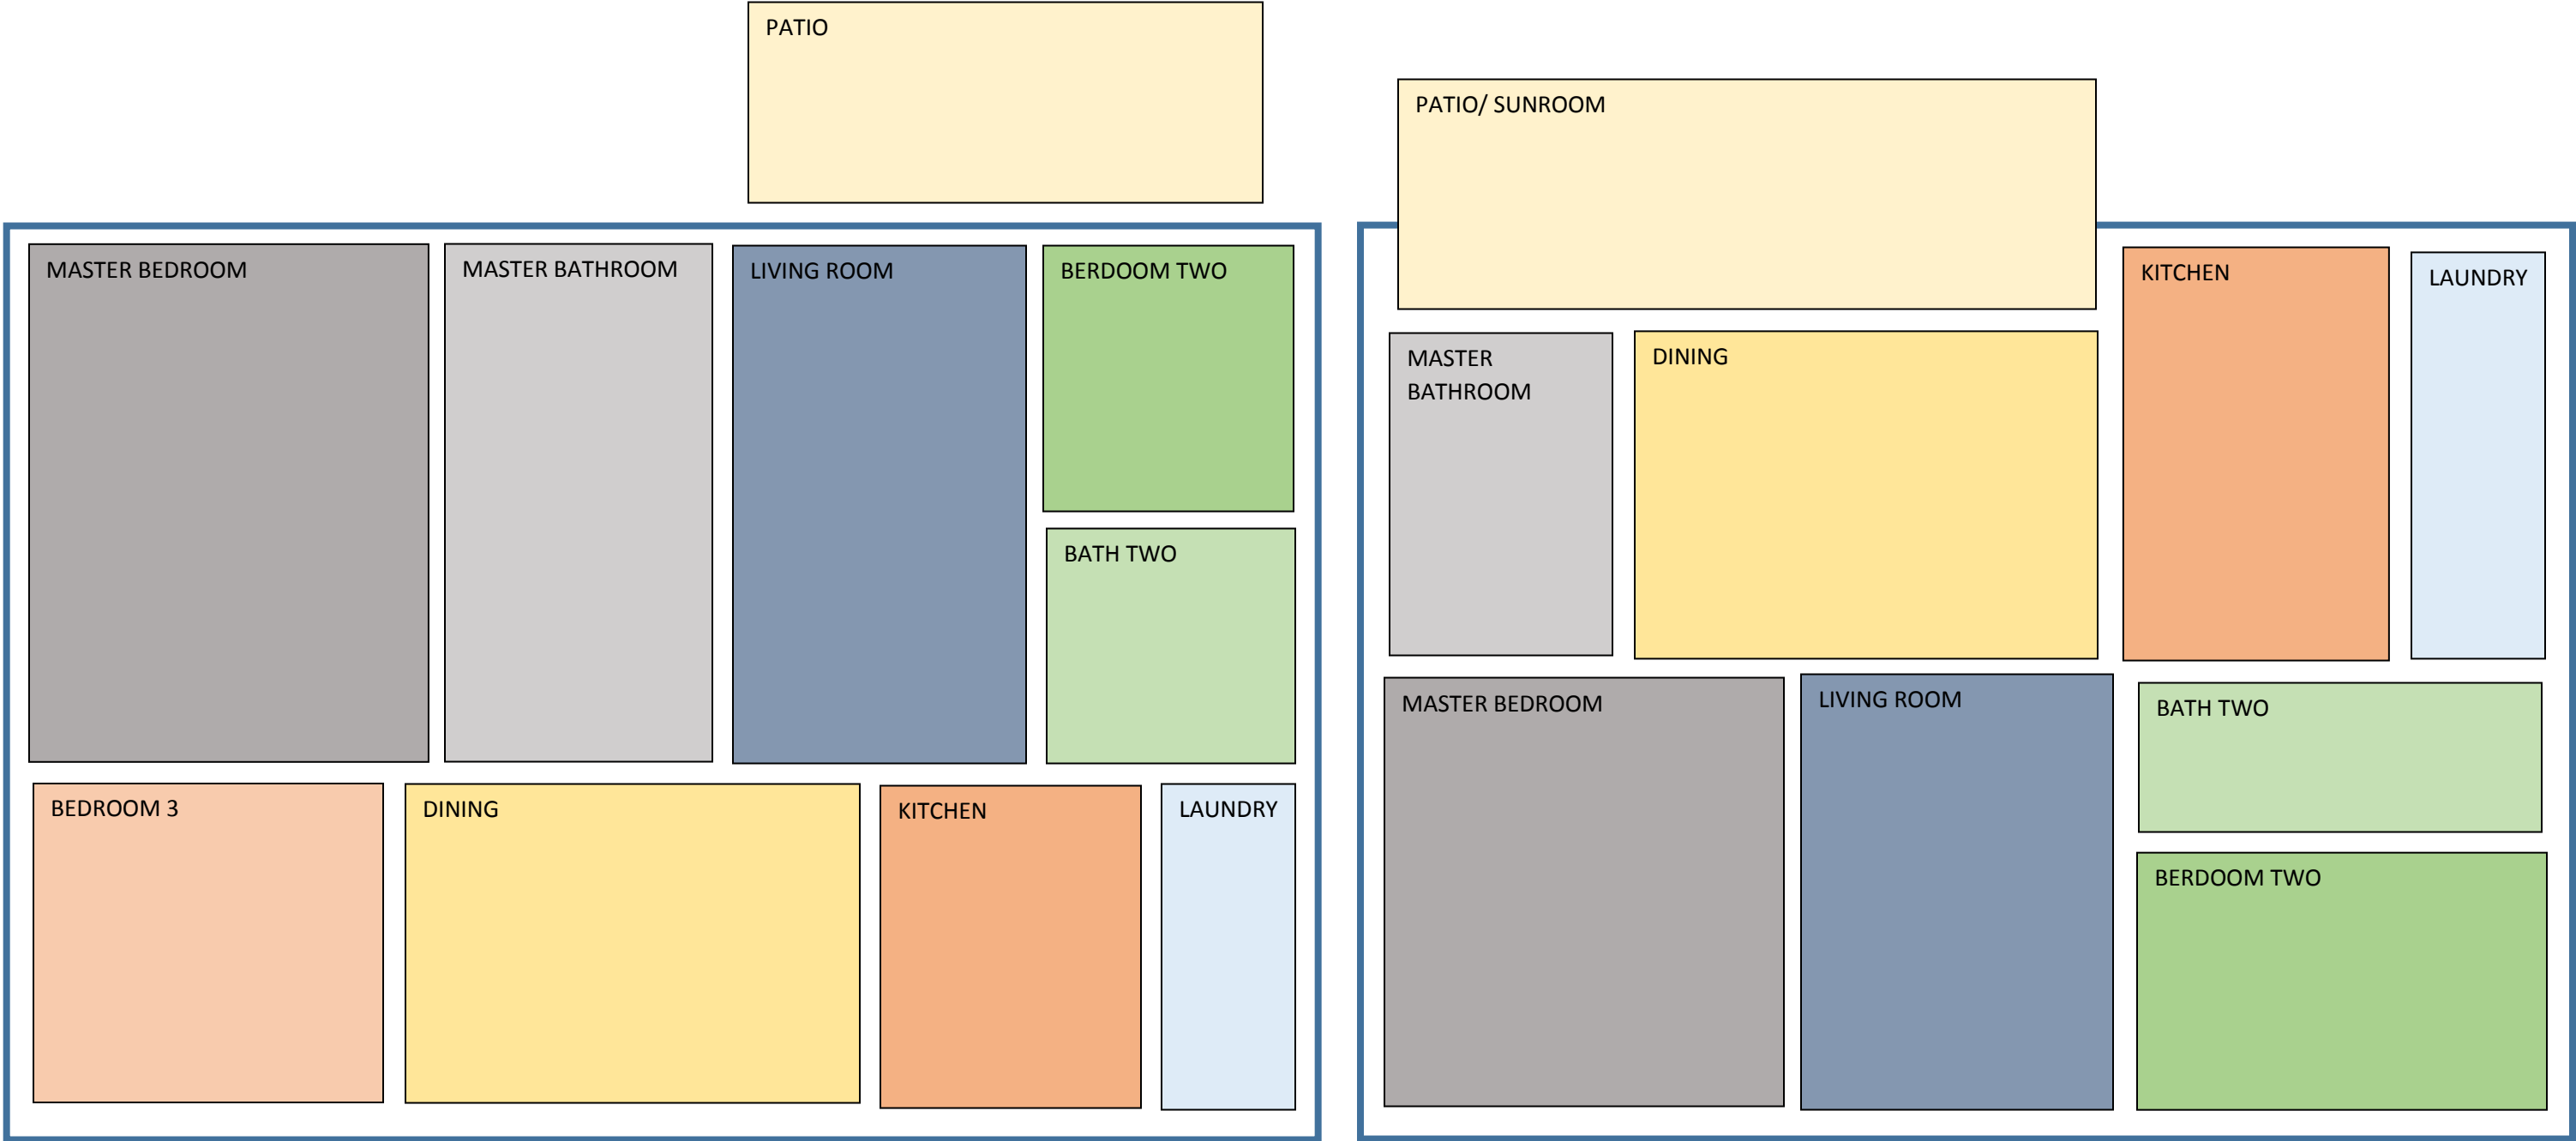 PATIO
MASTER BEDROOM
MASTER BATHROOM
LIVING ROOM
BERDOOM TWO
BATH TWO
BEDROOM 3
DINING
KITCHEN
LAUNDRY
PATIO/ SUNROOM
KITCHEN
LAUNDRY
MASTER
BATHROOM
DINING
MASTER BEDROOM
LIVING ROOM
BATH TWO
BERDOOM TWO